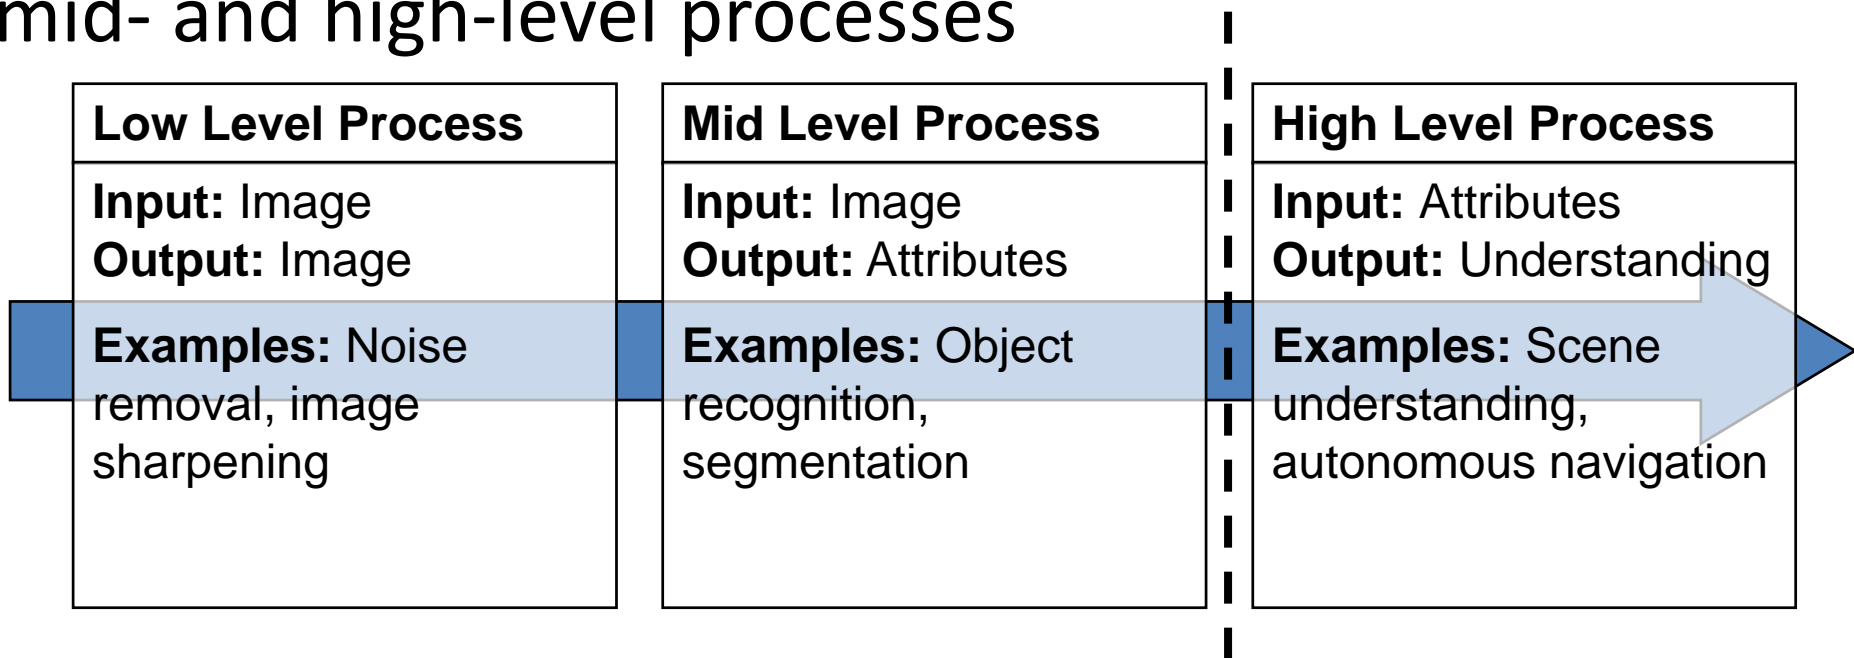 mid- and high-level processes
Low Level Process
Input: Image
Output: Image
Examples: Noise
removal, image
sharpening
Mid Level Process
Input: Image
Output: Attributes
Examples: Object
recognition,
segmentation
High Level Process
Input: Attributes
Output: Understanding
Examples: Scene
understanding,
autonomous navigation